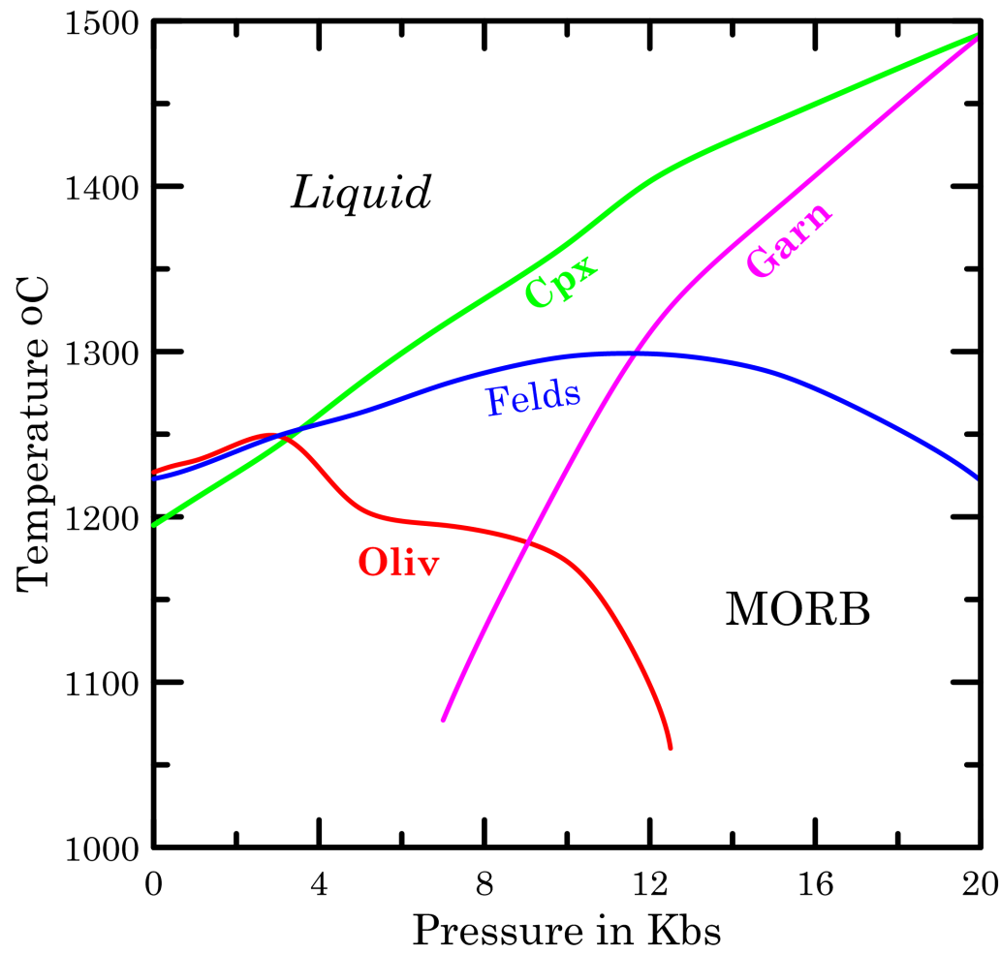 1500
1400
1300
1200
1100
1000
Temperature oC
Liquid
Cpx
Garn
Felds
Oliv
MORB
0 4 8 12 16 20
Pressure in Kbs